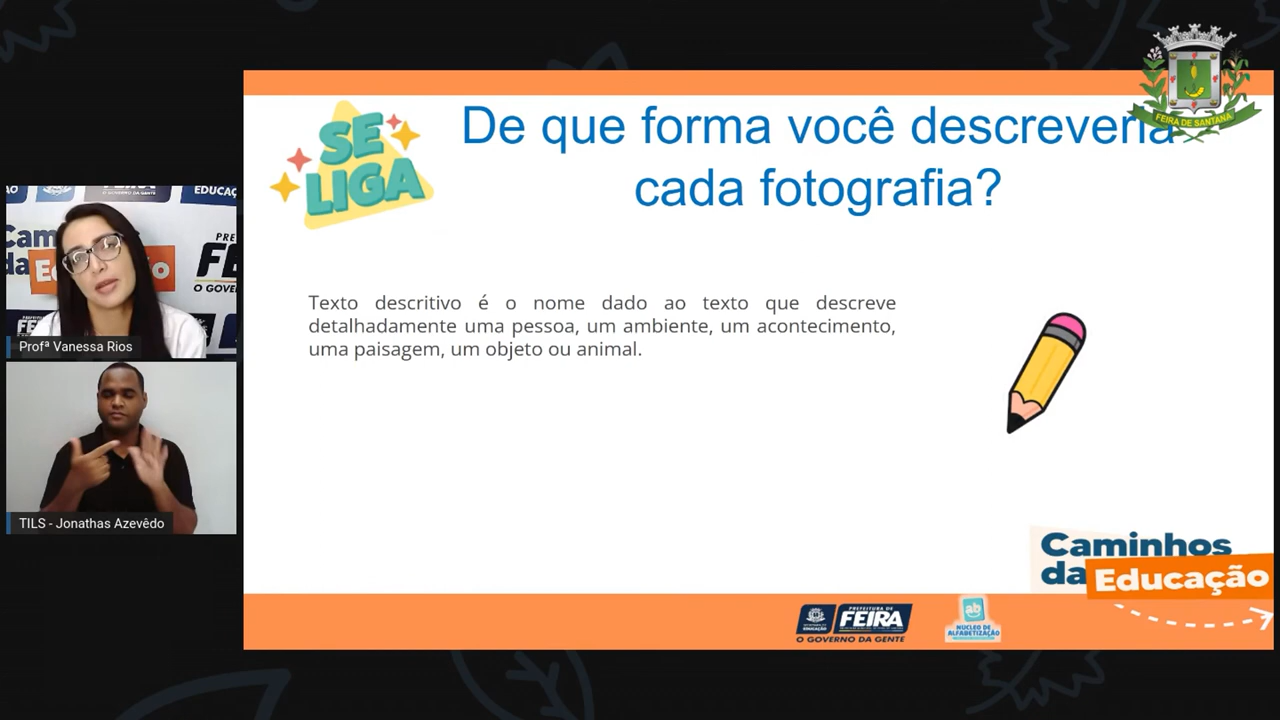 FEIRA DE SANTANA
SE
LIGA
De que forma você descreveria
cada fotografia?
Texto descritivo é o nome dado ao texto que descreve
detalhadamente uma pessoa, um ambiente, um acontecimento,
uma paisagem, um objeto ou animal.
Profª Vanessa Rios
TILS - Jonathas Azevêdo
Caminhos
da Educação
PREFEITURA DE
FEIRA
O GOVERNO DA GENTE
EDUCAÇÃO
ab
NÚCLEO DE
ALFABETIZAÇÃO